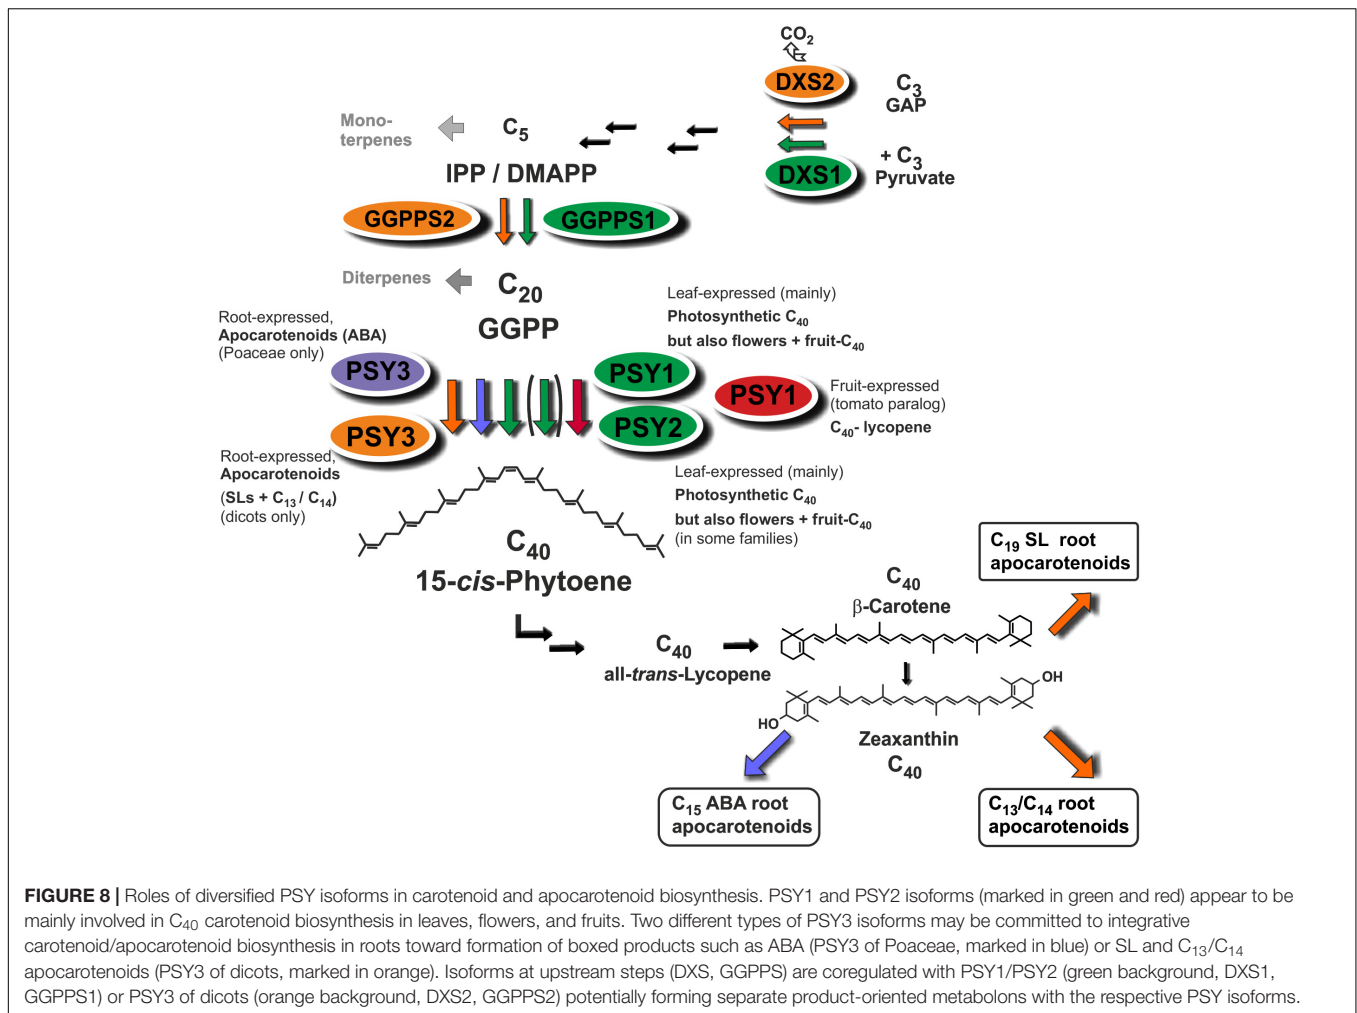 CO2
DXS2
C3
GAP
+ C3
Pyruvate
DXS1
Mono-
terpenes
C5
IPP / DMAPP
GGPPS2
GGPPS1
Diterpenes
C20
GGPP
Root-expressed,
Apocarotenoids (ABA)
(Poaceae only)
PSY3
PSY3
Root-expressed,
Apocarotenoids
(SLs + C13 / C14)
(dicots only)
Leaf-expressed (mainly)
Photosynthetic C40
but also flowers + fruit-C40
PSY1
PSY2
PSY1
Fruit-expressed
(tomato paralog)
C40- lycopene
Leaf-expressed (mainly)
Photosynthetic C40
but also flowers + fruit-C40
(in some families)
C40
15-cis-Phytoene
C40
all-trans-Lycopene
C40
β-Carotene
C19 SL root
apocarotenoids
OH
HO
Zeaxanthin
C40
C15 ABA root
apocarotenoids
C13/C14 root
apocarotenoids
FIGURE 8 | Roles of diversified PSY isoforms in carotenoid and apocarotenoid biosynthesis. PSY1 and PSY2 isoforms (marked in green and red) appear to be
mainly involved in C40 carotenoid biosynthesis in leaves, flowers, and fruits. Two different types of PSY3 isoforms may be committed to integrative
carotenoid/apocarotenoid biosynthesis in roots toward formation of boxed products such as ABA (PSY3 of Poaceae, marked in blue) or SL and C13/C14
apocarotenoids (PSY3 of dicots, marked in orange). Isoforms at upstream steps (DXS, GGPPS) are coregulated with PSY1/PSY2 (green background, DXS1,
GGPPS1) or PSY3 of dicots (orange background, DXS2, GGPPS2) potentially forming separate product-oriented metabolons with the respective PSY isoforms.